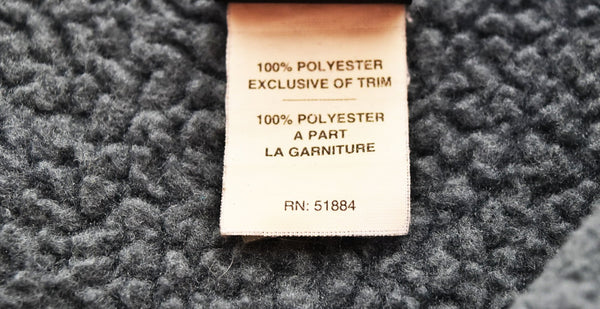 100% POLYESTER
EXCLUSIVE OF TRIM
100% POLYESTER
A PART
LA GARNITURE
RN: 51884